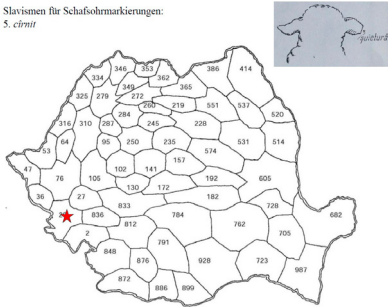 Slavismen für Schafsohrmarkierungen:
5. cîrnit
346 353 386 414
334 362
349 365
325 279 272
260 219 551 537
284 520
316 310 287 245 228
64 95 250 235 531 514
53 574
157
47 76 105 102 141
192 605
130 172
36 27 182
833 728
836 784 682
812 762
2 705
791
848 876 928 723
987
872 886 899